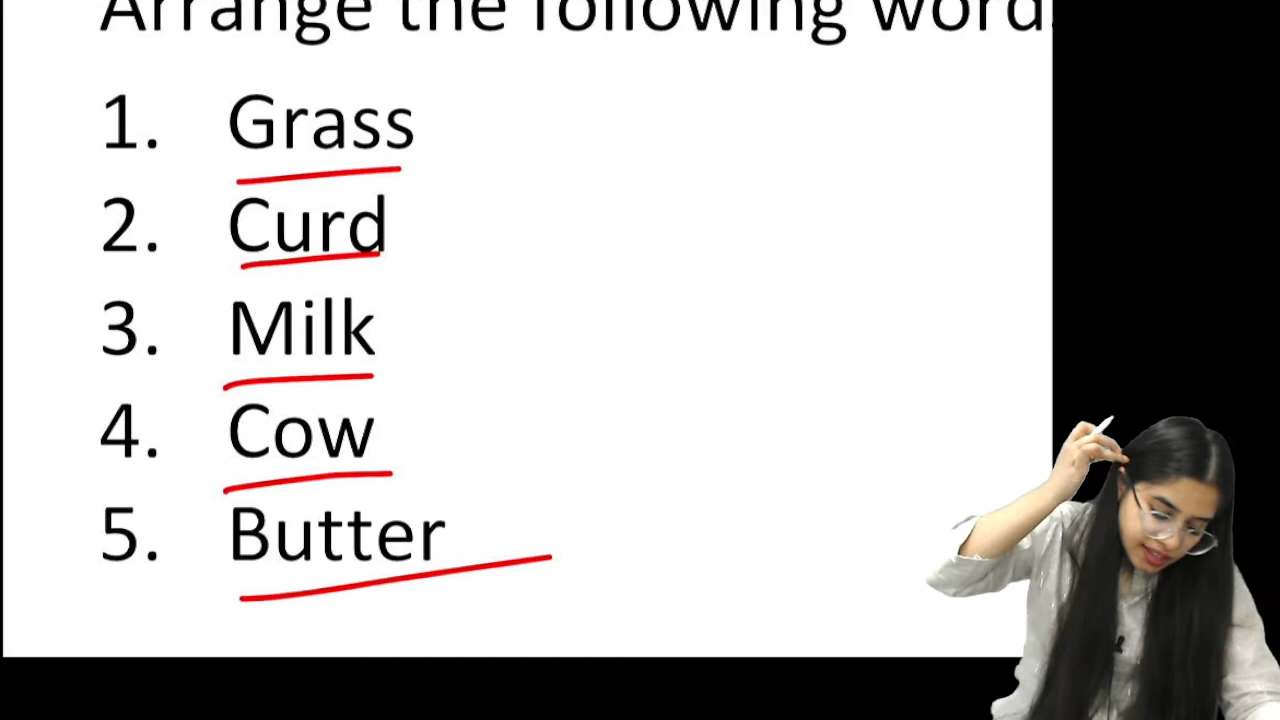 Arrange the following word
1. Grass
2. Curd
3. Milk
4. Cow
5. Butter